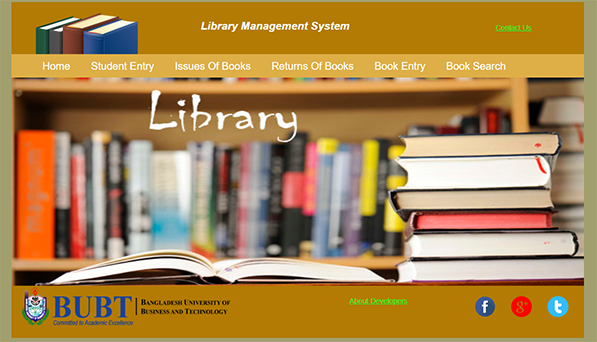 Library Management System
Contact Us
Home Student Entry Issues Of Books Returns Of Books Book Entry Book Search
Library
BUBT
Committed to Academic Excellence
BANGLADESH UNIVERSITY OF
BUSINESS AND TECHNOLOGY
About Developers
f g+